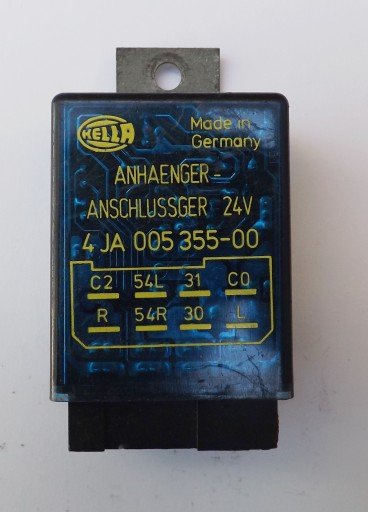 HELLA
Made in
Germany
ANHAENGER-
ANSCHLUSSGER 24V
4 JA 005 355-00
C2 54L 31 C0
R 54R 30 L